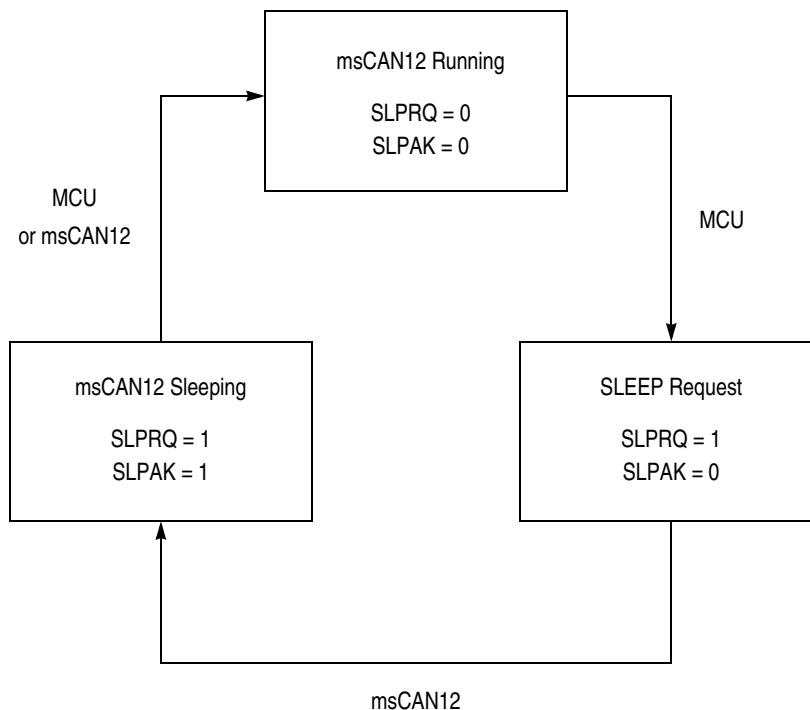 msCAN12 Running
SLPRQ = 0
SLPAK = 0
MCU
or msCAN12
MCU
msCAN12 Sleeping
SLPRQ = 1
SLPAK = 1
SLEEP Request
SLPRQ = 1
SLPAK = 0
msCAN12